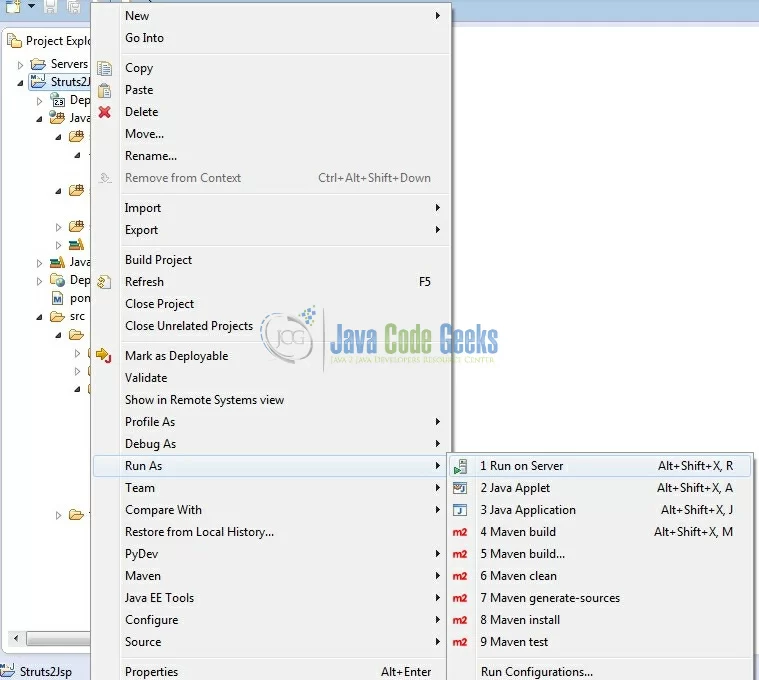 New
Go Into
Project Explo
Servers
Copy
Struts2J
Paste
Dep
Delete
Java
Move...
Rename...
Remove from Context Ctrl+Alt+Shift+Down
Import
Export
Build Project
Java
Refresh F5
Dep
pom
Close Project
src
Close Unrelated Projects
JCG
Java Code Geeks
Java 2 Java Developers Resource Center
Mark as Deployable
Validate
Show in Remote Systems view
Profile As
Debug As
Run As
1 Run on Server Alt+Shift+X, R
Team
2 Java Applet Alt+Shift+X, A
Compare With
3 Java Application Alt+Shift+X, J
Restore from Local History...
4 Maven build Alt+Shift+X, M
PyDev
5 Maven build...
Maven
6 Maven clean
Java EE Tools
7 Maven generate-sources
Configure
8 Maven install
Source
9 Maven test
Struts2Jsp
Properties Alt+Enter
Run Configurations...